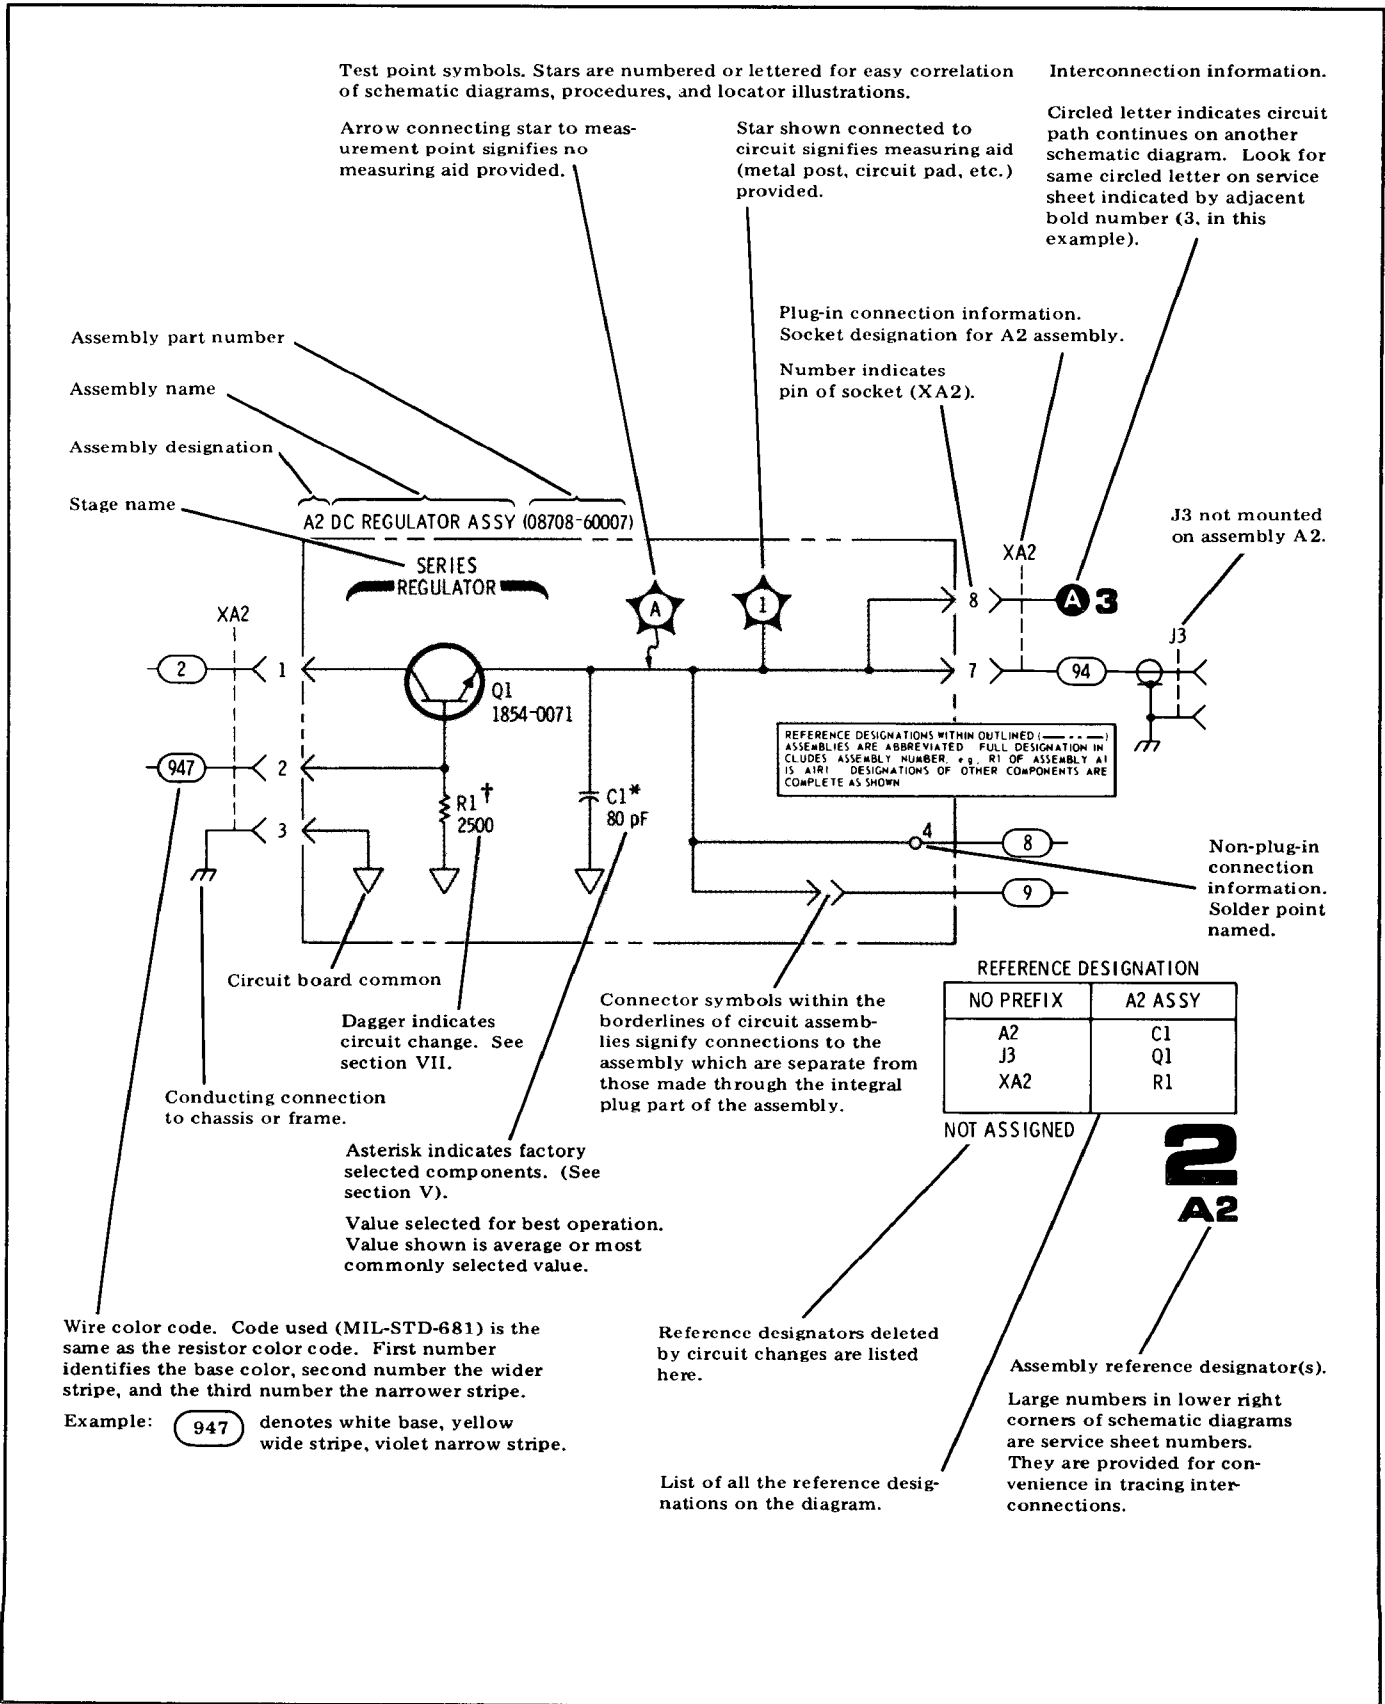 Test point symbols. Stars are numbered or lettered for easy correlation
of schematic diagrams, procedures, and locator illustrations.
Arrow connecting star to meas-
urement point signifies no
measuring aid provided.
Star shown connected to
circuit signifies measuring aid
(metal post, circuit pad, etc.)
provided.
Interconnection information.
Circled letter indicates circuit
path continues on another
schematic diagram. Look for
same circled letter on service
sheet indicated by adjacent
bold number (3, in this
example).
Plug-in connection information.
Socket designation for A2 assembly.
Number indicates
pin of socket (XA2).
Assembly part number
Assembly name
Assembly designation
Stage name
A2 DC REGULATOR ASSY (08708-60007)
SERIES
REGULATOR
J3 not mounted
on assembly A2.
XA2
A
1
8
A 3
XA2
J3
2
1
7
94
Q1
1854-0071
REFERENCE DESIGNATIONS WITHIN OUTLINED (—— - - ——)
ASSEMBLIES ARE ABBREVIATED FULL DESIGNATION IN
CLUDES ASSEMBLY NUMBER, e g, R1 OF ASSEMBLY A1
IS A1R1 DESIGNATIONS OF OTHER COMPONENTS ARE
COMPLETE AS SHOWN
947
2
R1†
2500
C1*
80 pF
3
4
8
9
Non-plug-in
connection
information.
Solder point
named.
Circuit board common
Dagger indicates
circuit change. See
section VII.
Conducting connection
to chassis or frame.
Connector symbols within the
borderlines of circuit assemb-
lies signify connections to the
assembly which are separate from
those made through the integral
plug part of the assembly.
REFERENCE DESIGNATION
NO PREFIX A2 ASSY
A2 C1
J3 Q1
XA2 R1
NOT ASSIGNED
2
A2
Asterisk indicates factory
selected components. (See
section V).
Value selected for best operation.
Value shown is average or most
commonly selected value.
Wire color code. Code used (MIL-STD-681) is the
same as the resistor color code. First number
identifies the base color, second number the wider
stripe, and the third number the narrower stripe.
Example: 947 denotes white base, yellow
wide stripe, violet narrow stripe.
Reference designators deleted
by circuit changes are listed
here.
List of all the reference desig-
nations on the diagram.
Assembly reference designator(s).
Large numbers in lower right
corners of schematic diagrams
are service sheet numbers.
They are provided for con-
venience in tracing inter-
connections.